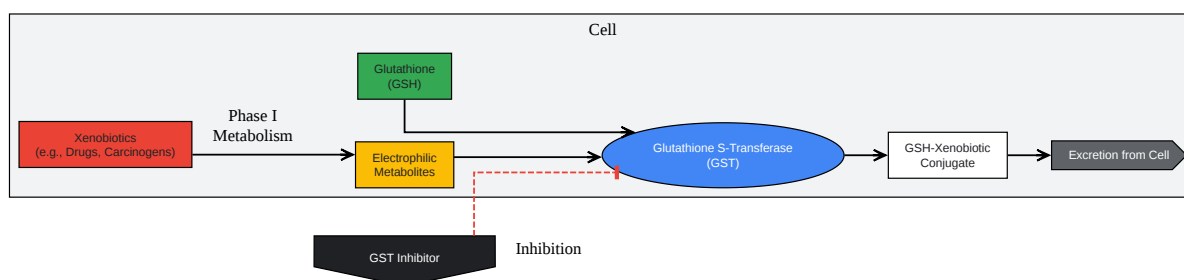 Cell
Glutathione
(GSH)
Phase I
Metabolism
Xenobiotics
(e.g., Drugs, Carcinogens)
Electrophilic
Metabolites
Glutathione S-Transferase
(GST)
GSH-Xenobiotic
Conjugate
Excretion from Cell
GST Inhibitor
Inhibition